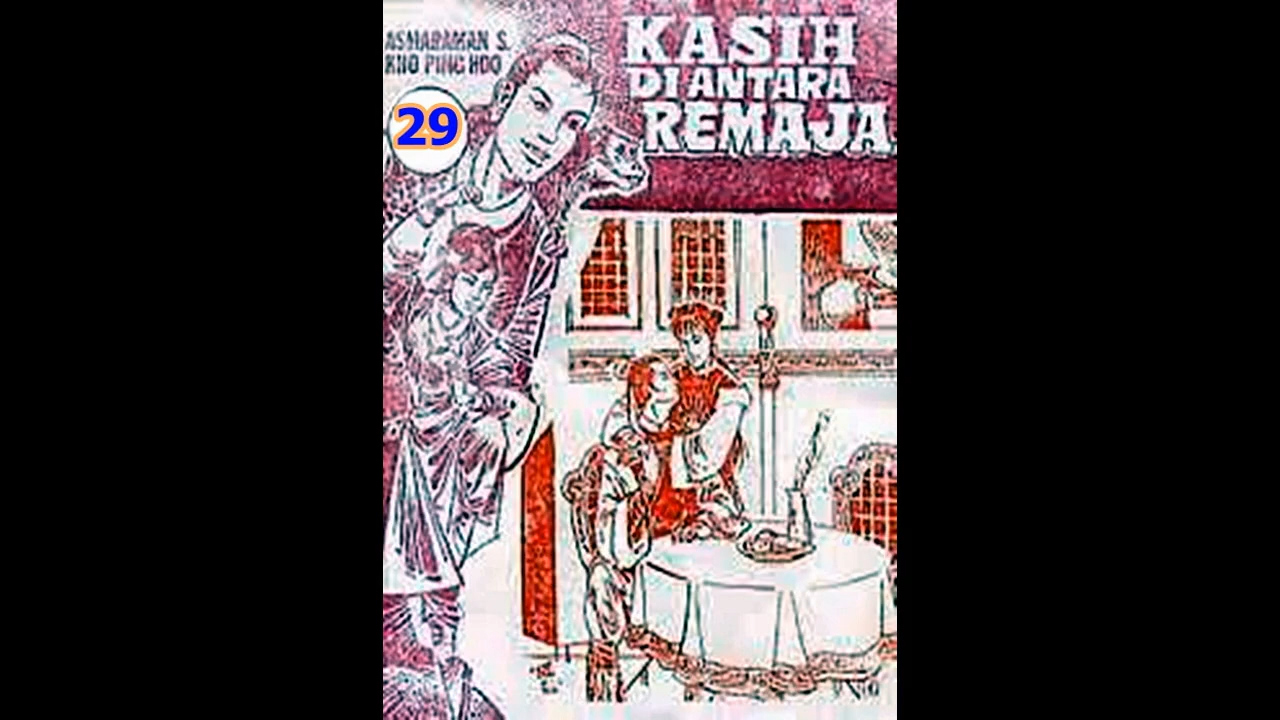 ASMARAMAN S.
KHO PING HOO
KASIH
DI ANTARA
REMAJA
29